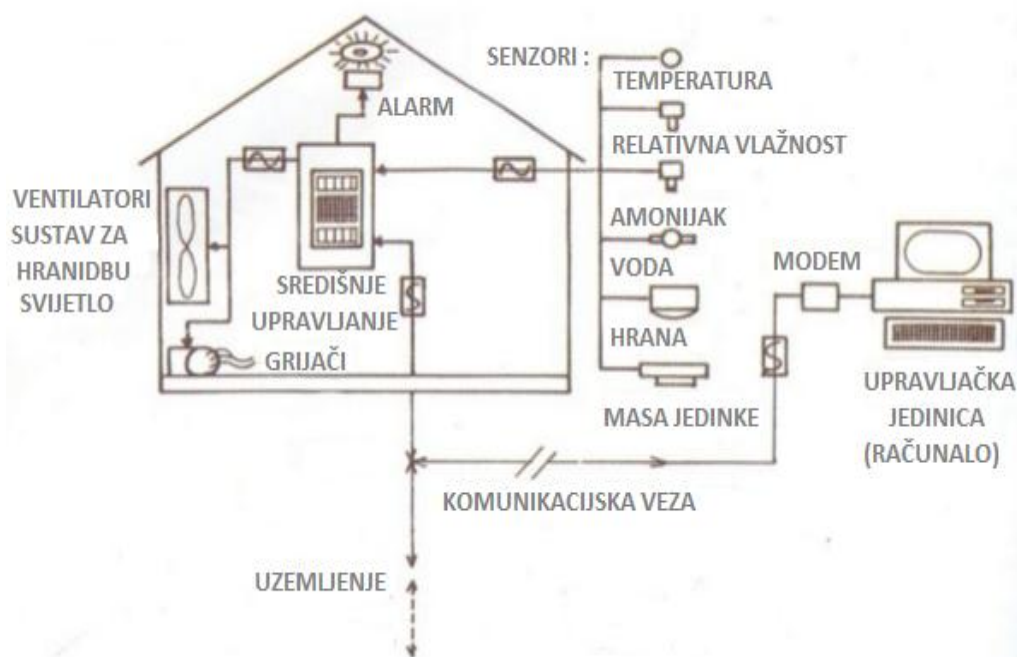 SENZORI :
TEMPERATURA
ALARM
RELATIVNA VLAŽNOST
VENTILATORI
SUSTAV ZA
HRANIDBU
SVIJETLO
AMONIJAK
VODA
MODEM
SREDIŠNJE
UPRAVLJANJE
HRANA
GRIJAČI
MASA JEDINKE
UPRAVLJAČKA
JEDINICA
(RAČUNALO)
KOMUNIKACIJSKA VEZA
UZEMLJENJE